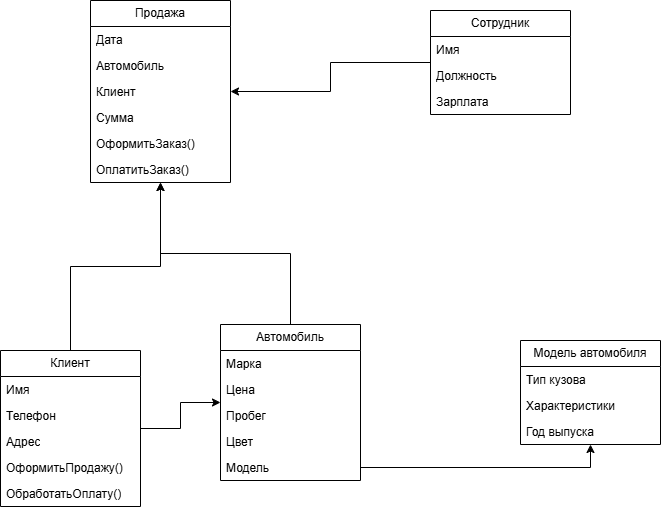 Продажа
Дата
Автомобиль
Клиент
Сумма
ОформитьЗаказ()
ОплатитьЗаказ()
Сотрудник
Имя
Должность
Зарплата
Клиент
Имя
Телефон
Адрес
ОформитьПродажу()
ОбработатьОплату()
Автомобиль
Марка
Цена
Пробег
Цвет
Модель
Модель автомобиля
Тип кузова
Характеристики
Год выпуска